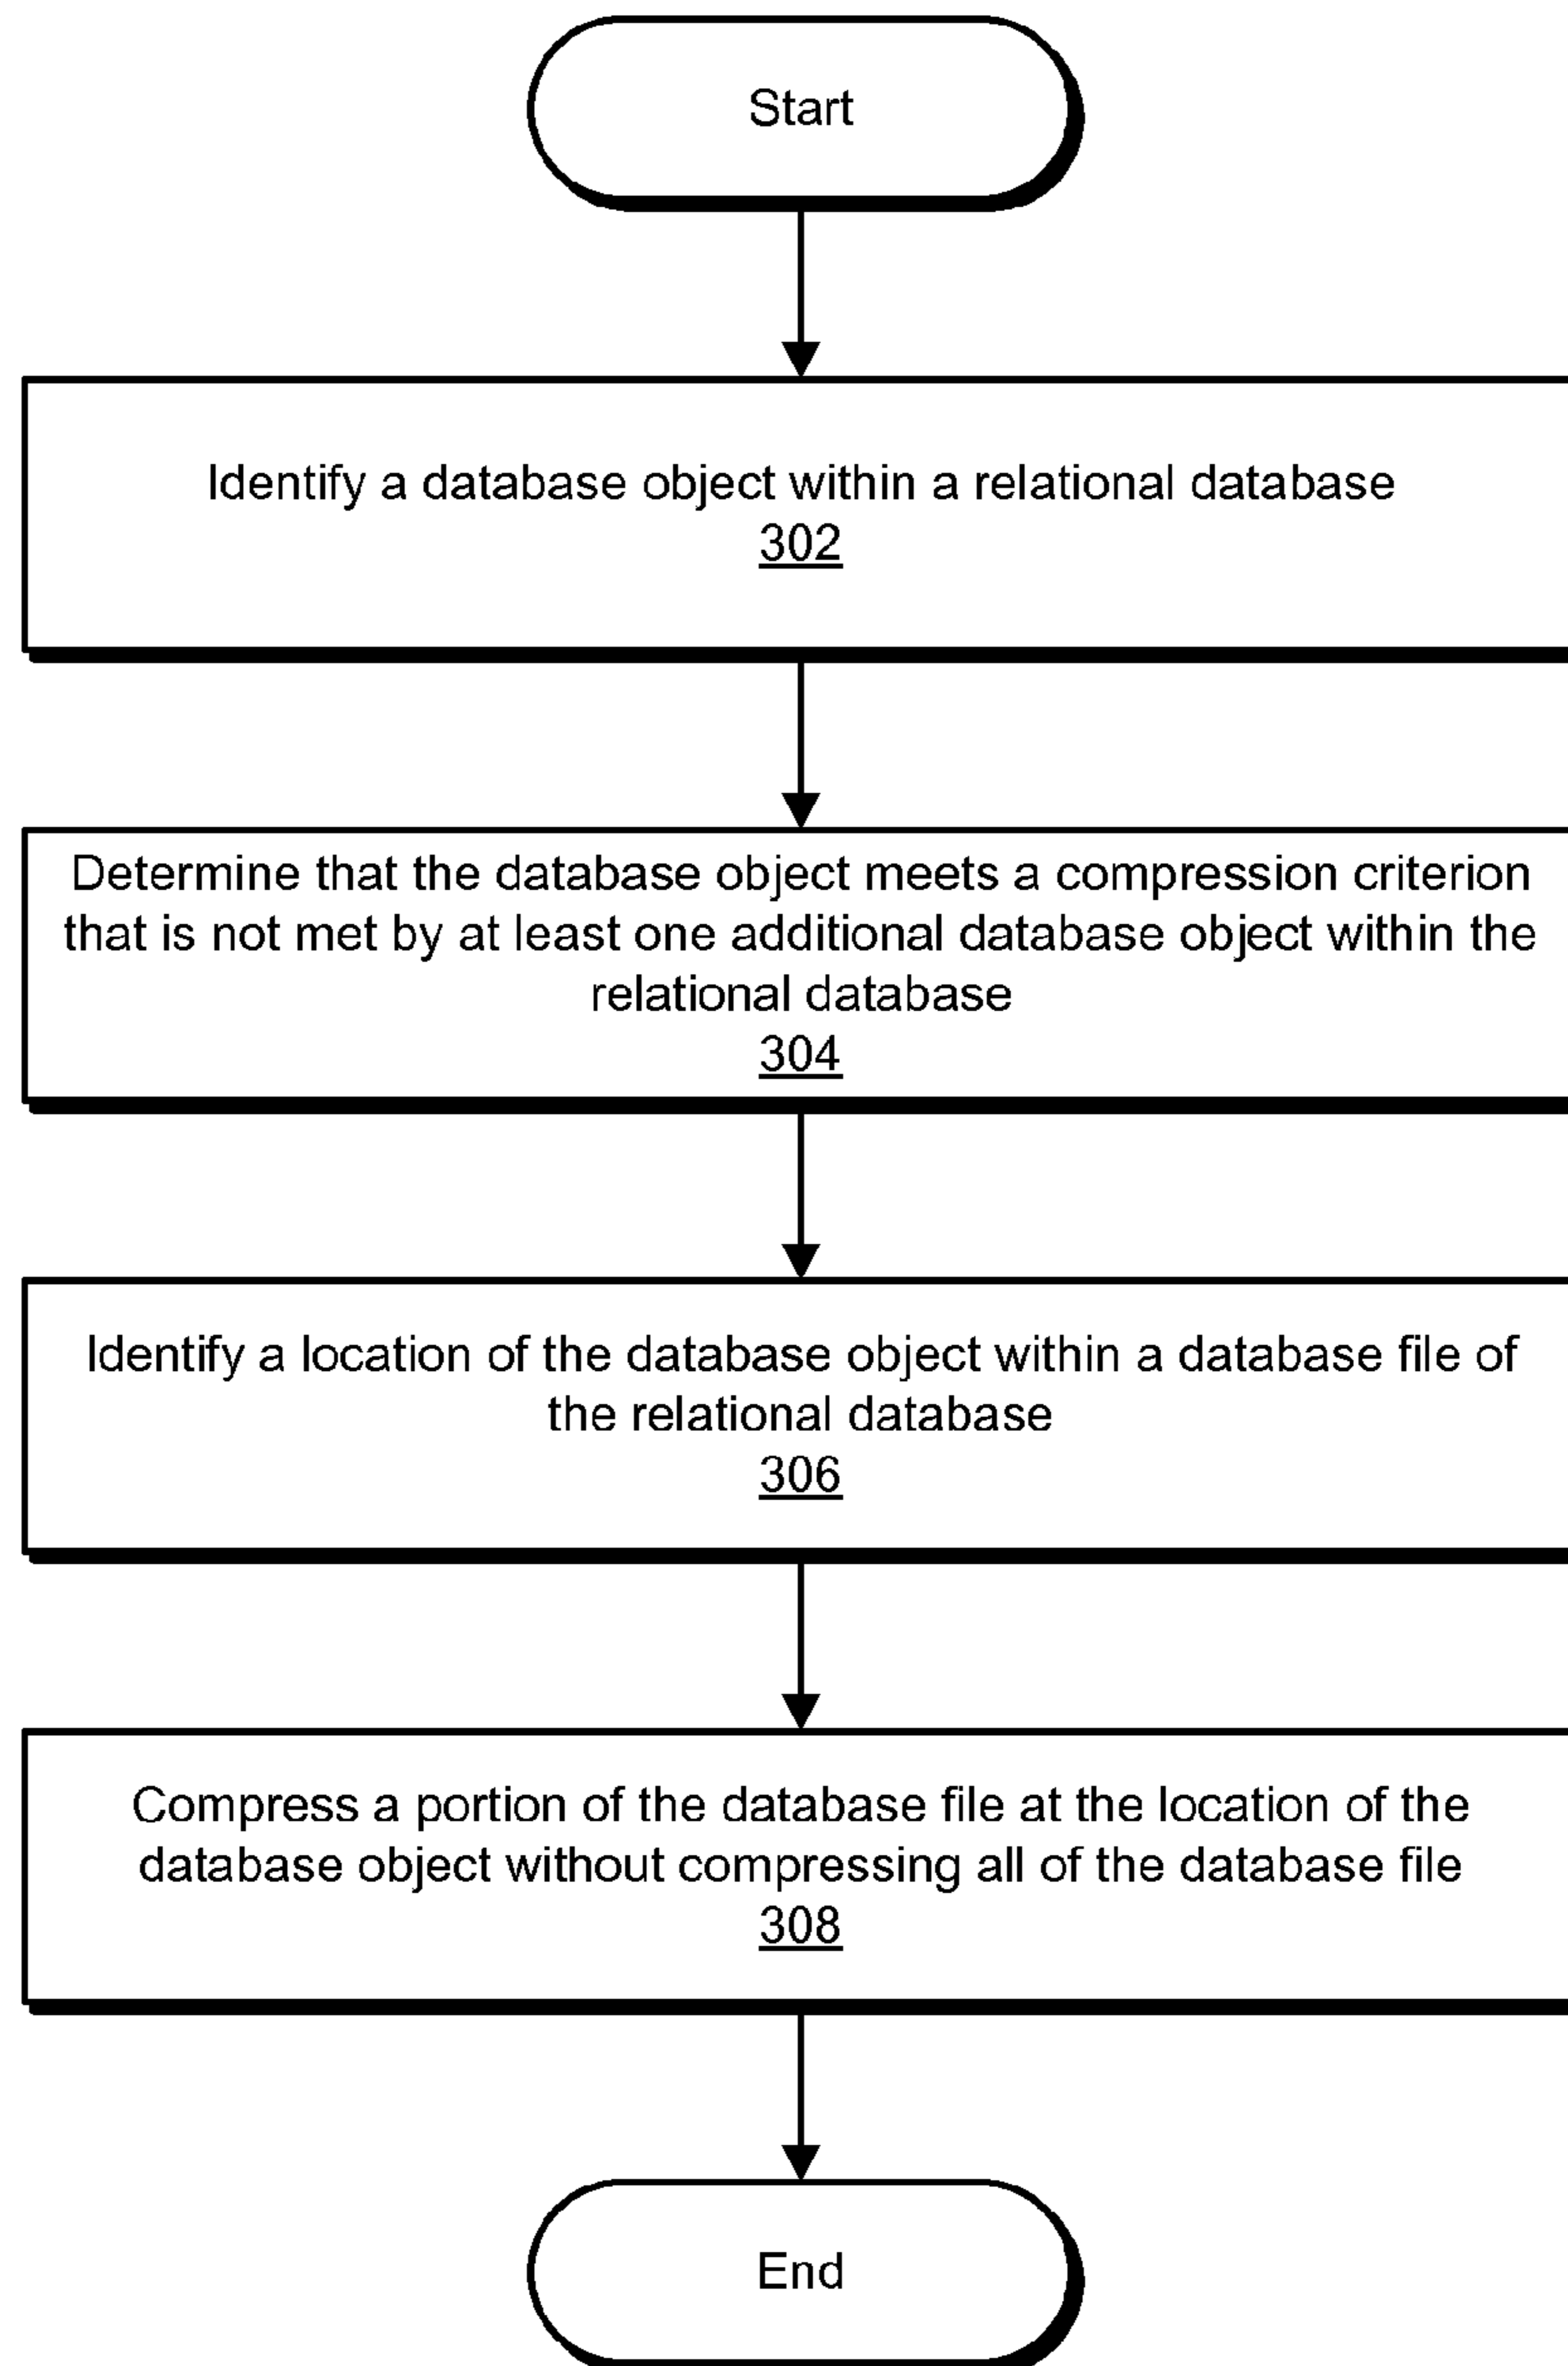 Start
Identify a database object within a relational database
302
Determine that the database object meets a compression criterion
that is not met by at least one additional database object within the
relational database
304
Identify a location of the database object within a database file of
the relational database
306
Compress a portion of the database file at the location of the
database object without compressing all of the database file
308
End